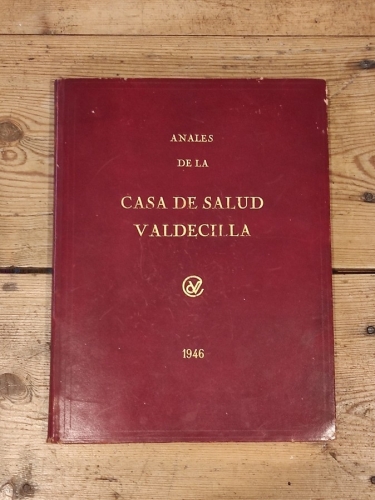 ANALES
DE LA
CASA DE SALUD
VALDECILLA
1946